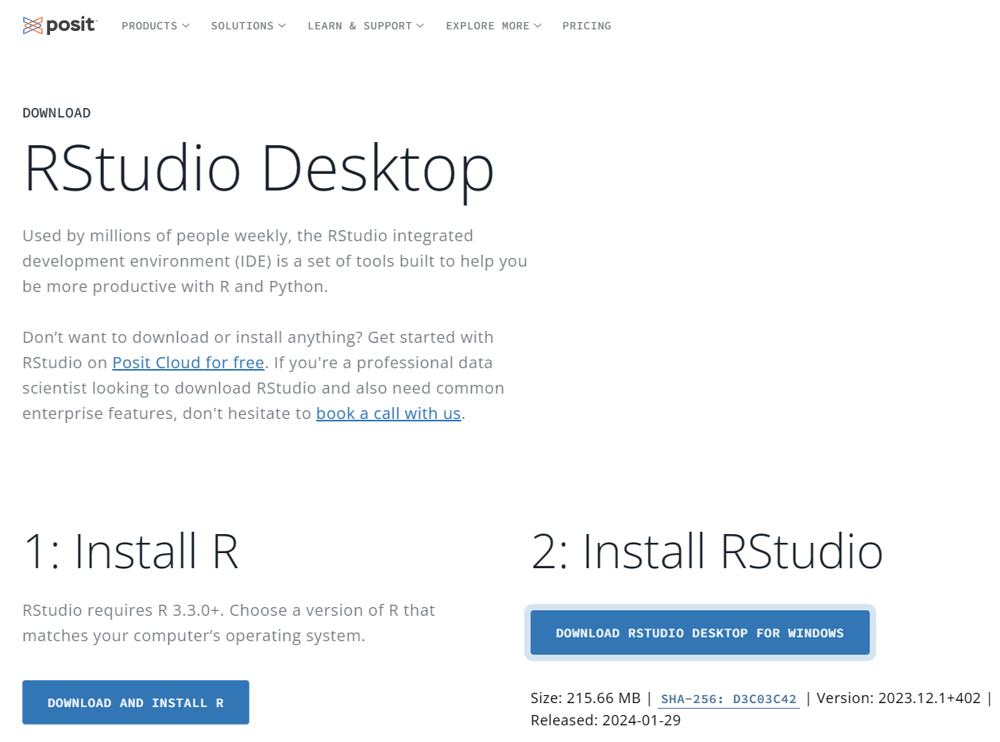 posit
PRODUCTS SOLUTIONS LEARN & SUPPORT EXPLORE MORE PRICING
DOWNLOAD
RStudio Desktop
Used by millions of people weekly, the RStudio integrated
development environment (IDE) is a set of tools built to help you
be more productive with R and Python.
Don’t want to download or install anything? Get started with
RStudio on Posit Cloud for free. If you're a professional data
scientist looking to download RStudio and also need common
enterprise features, don't hesitate to book a call with us.
1: Install R
RStudio requires R 3.3.0+. Choose a version of R that
matches your computer’s operating system.
DOWNLOAD AND INSTALL R
2: Install RStudio
DOWNLOAD RSTUDIO DESKTOP FOR WINDOWS
Size: 215.66 MB | SHA-256: D3C03C42 | Version: 2023.12.1+402 |
Released: 2024-01-29